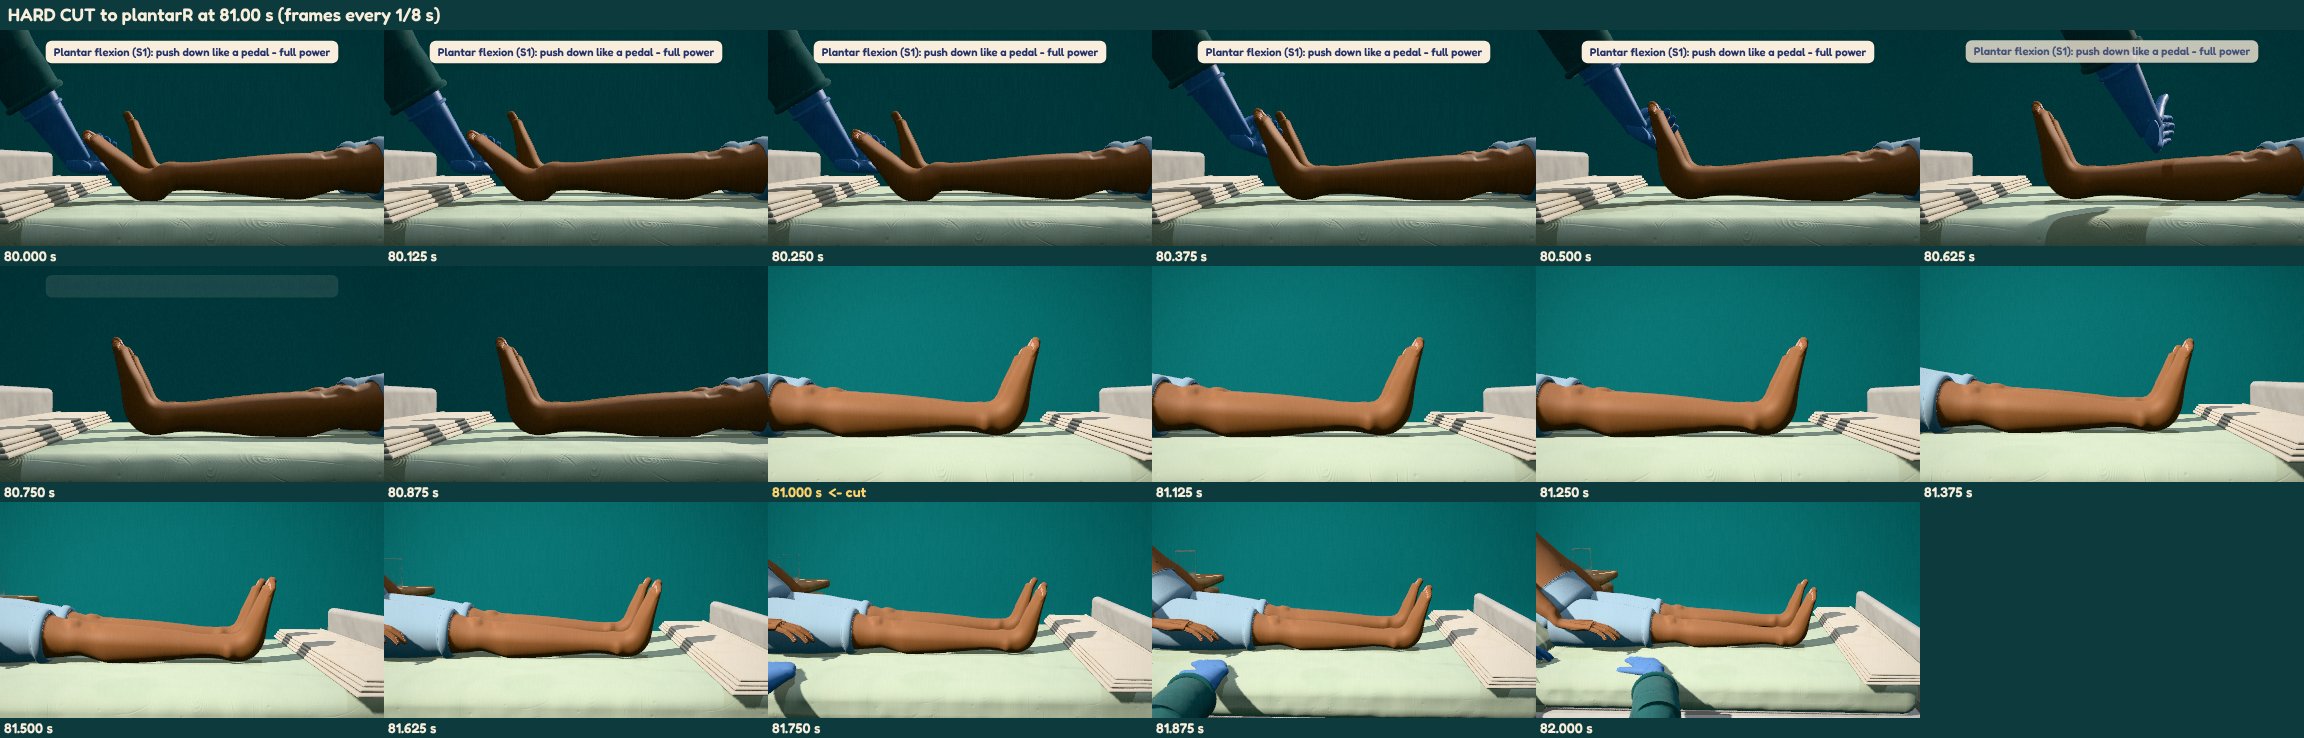 HARD CUT to plantarR at 81.00 s (frames every 1/8 s)
Plantar flexion (S1): push down like a pedal - full power
Plantar flexion (S1): push down like a pedal - full power
Plantar flexion (S1): push down like a pedal - full power
Plantar flexion (S1): push down like a pedal - full power
Plantar flexion (S1): push down like a pedal - full power
Plantar flexion (S1): push down like a pedal - full power
80.000 s
80.125 s
80.250 s
80.375 s
80.500 s
80.625 s
80.750 s
80.875 s
81.000 s <- cut
81.125 s
81.250 s
81.375 s
81.500 s
81.625 s
81.750 s
81.875 s
82.000 s